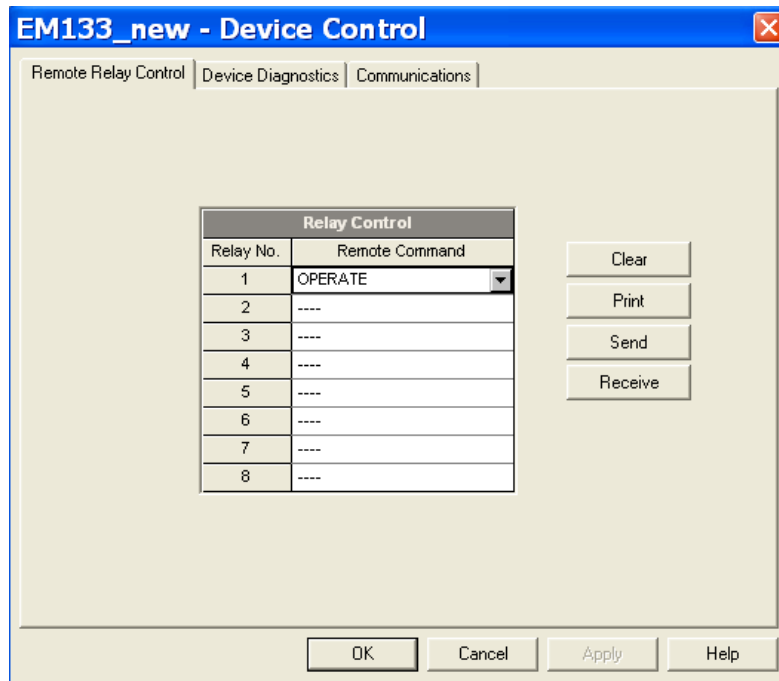 EM133_new - Device Control
Remote Relay Control Device Diagnostics Communications
Relay Control
Relay No. Remote Command
1 OPERATE
2 ----
3 ----
4 ----
5 ----
6 ----
7 ----
8 ----
Clear
Print
Send
Receive
OK Cancel Apply Help